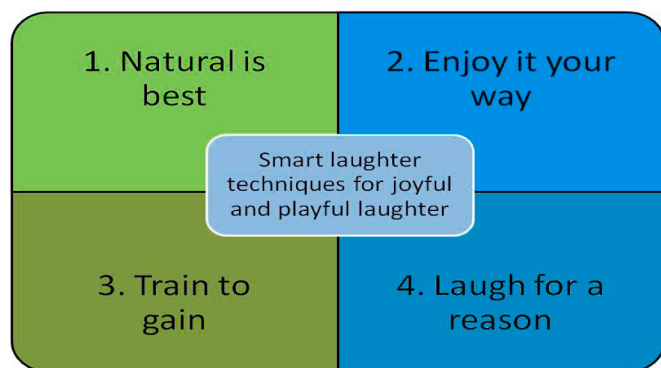 1. Natural is
best
2. Enjoy it your
way
Smart laughter
techniques for joyful
and playful laughter
3. Train to
gain
4. Laugh for a
reason